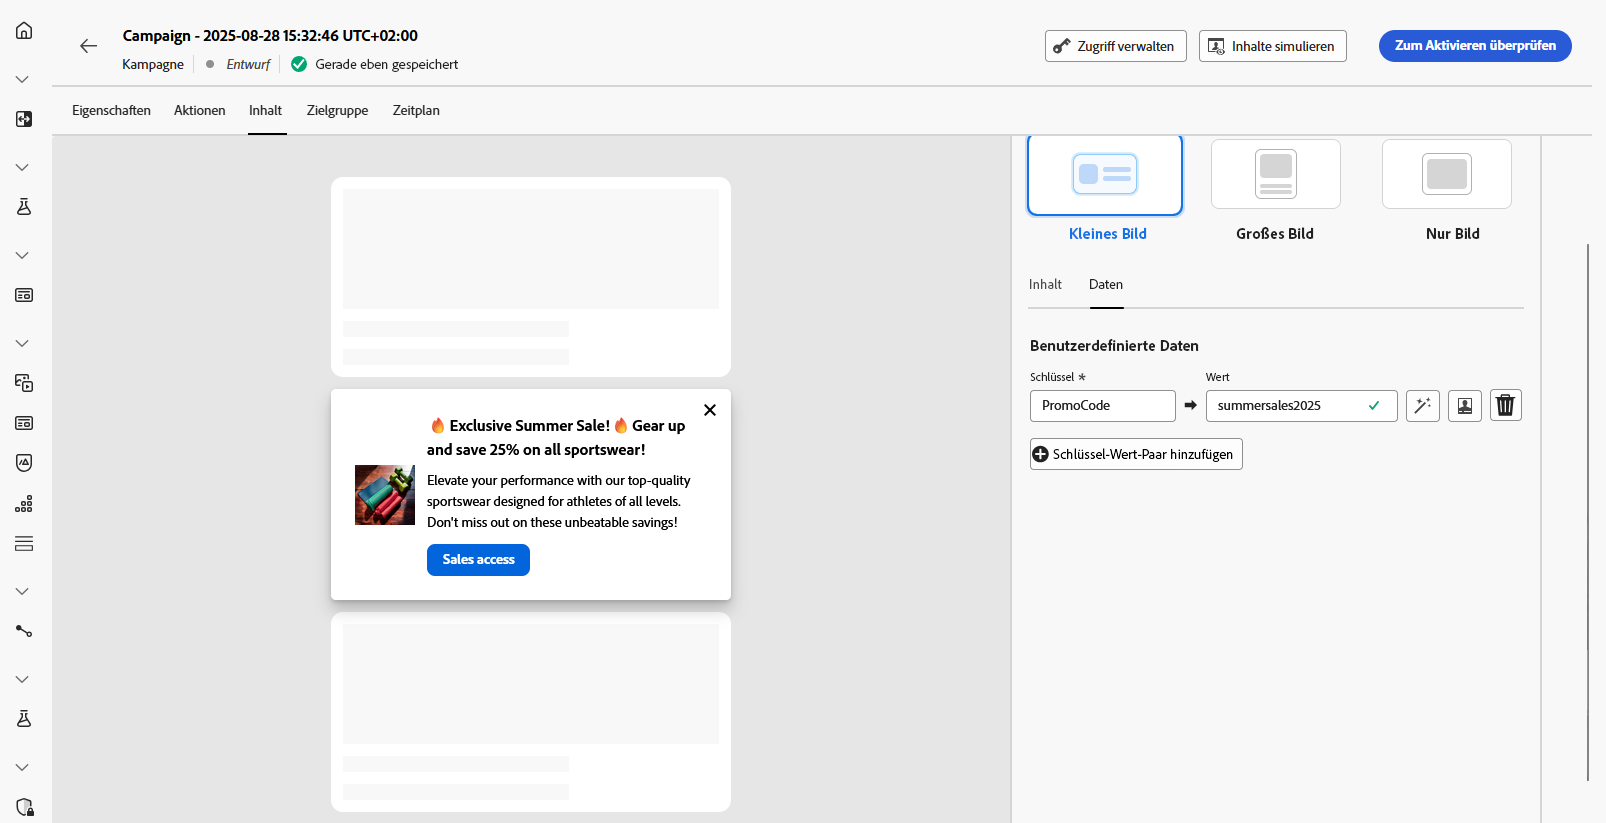 Campaign - 2025-08-28 15:32:46 UTC+02:00
Kampagne
Entwurf
Gerade eben gespeichert
Zugriff verwalten
Inhalte simulieren
Zum Aktivieren überprüfen
Eigenschaften
Aktionen
Inhalt
Zielgruppe
Zeitplan
Kleines Bild
Großes Bild
Nur Bild
Inhalt
Daten
Benutzerdefinierte Daten
Schlüssel *
Wert
PromoCode
summersales2025
Schlüssel-Wert-Paar hinzufügen
🔥 Exclusive Summer Sale! 🔥 Gear up
and save 25% on all sportswear!
Elevate your performance with our top-quality
sportswear designed for athletes of all levels.
Don't miss out on these unbeatable savings!
Sales access